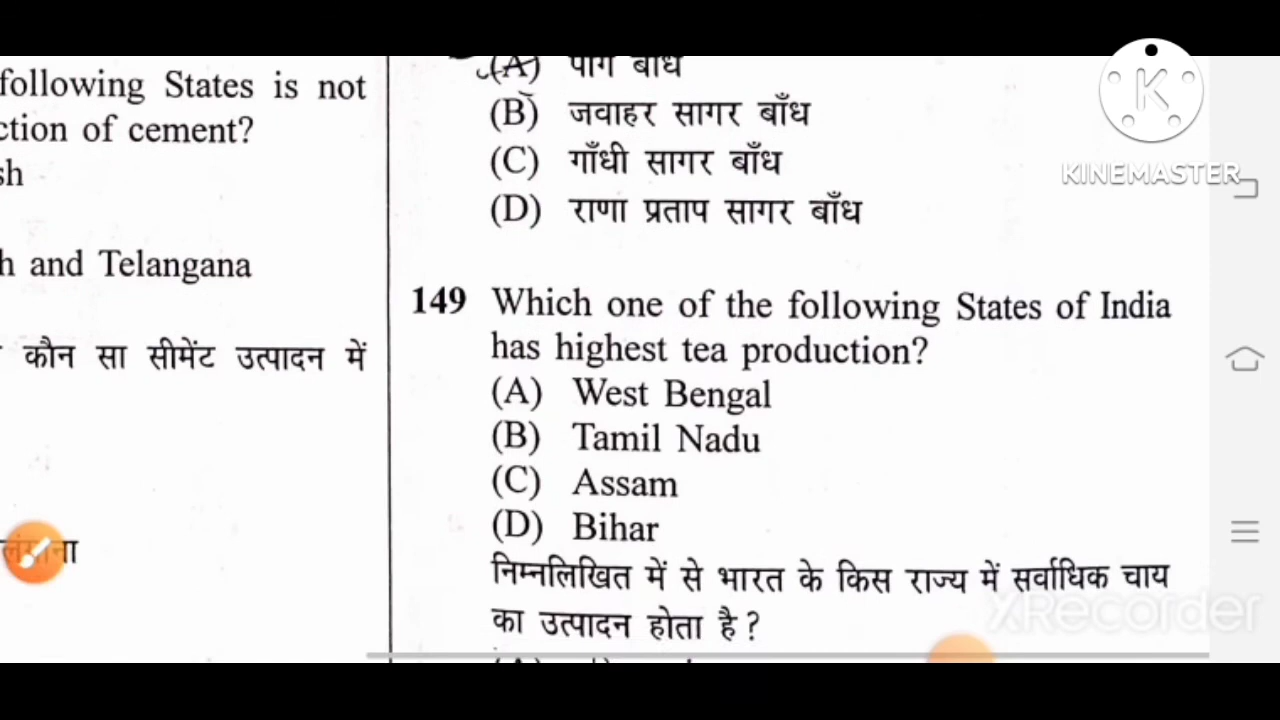 following States is not
ction of cement?
sh
h and Telangana
कौन सा सीमेंट उत्पादन में
(A) पोंग बाँध
(B) जवाहर सागर बाँध
(C) गाँधी सागर बाँध
(D) राणा प्रताप सागर बाँध
149 Which one of the following States of India
has highest tea production?
(A) West Bengal
(B) Tamil Nadu
(C) Assam
(D) Bihar
निम्नलिखित में से भारत के किस राज्य में सर्वाधिक चाय
का उत्पादन होता है?
K
KINEMASTER
XRecorder